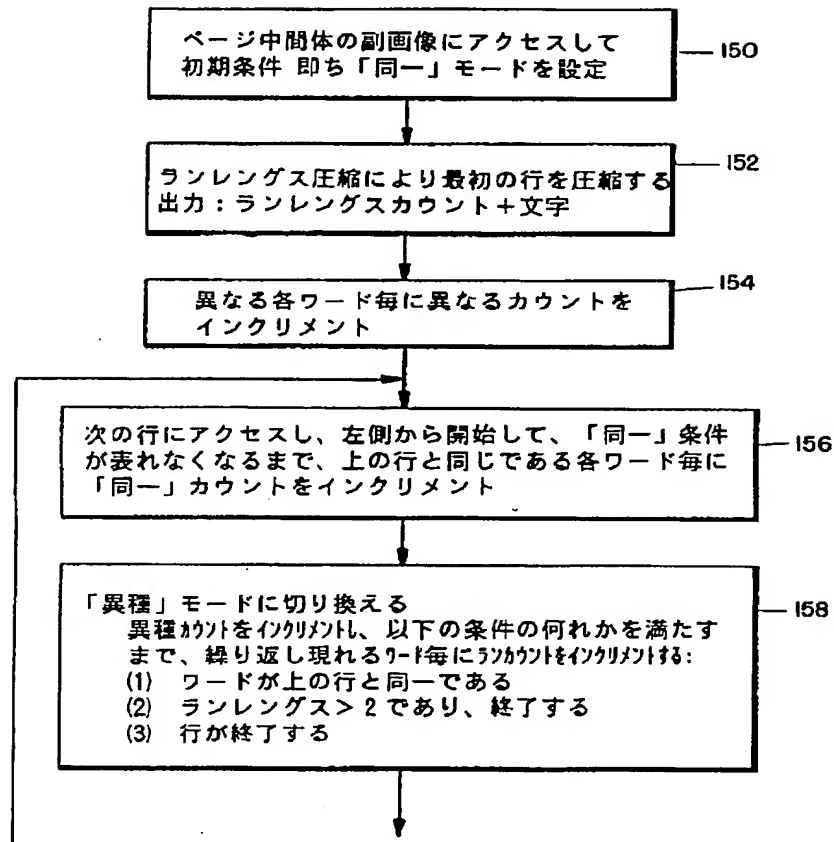 ページ中間体の副画像にアクセスして
初期条件 即ち「同一」モードを設定
150
ランレングス圧縮により最初の行を圧縮する
出力：ランレングスカウント＋文字
152
異なる各ワード毎に異なるカウントを
インクリメント
154
次の行にアクセスし、左側から開始して、「同一」条件
が表れなくなるまで、上の行と同じである各ワード毎に
「同一」カウントをインクリメント
156
「異種」モードに切り換える
異種ｶｳﾝﾄをｲﾝｸﾘﾒﾝﾄし、以下の条件の何れかを満たす
まで、繰り返し現れるﾜｰﾄﾞ毎にﾗﾝｶｳﾝﾄをｲﾝｸﾘﾒﾝﾄする:
(1) ワードが上の行と同一である
(2) ランレングス＞2であり、終了する
(3) 行が終了する
158